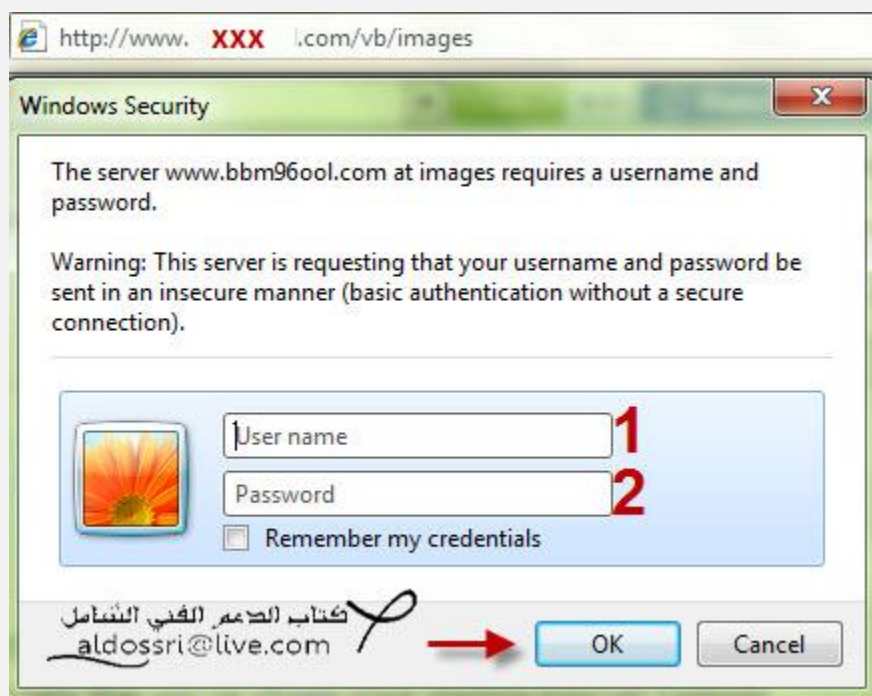 http://www. XXX .com/vb/images
Windows Security
X
The server www.bbm96ool.com at images requires a username and
password.
Warning: This server is requesting that your username and password be
sent in an insecure manner (basic authentication without a secure
connection).
User name 1
Password 2
Remember my credentials
كتاب الدعم الفني الشامل
aldossri@live.com
OK Cancel